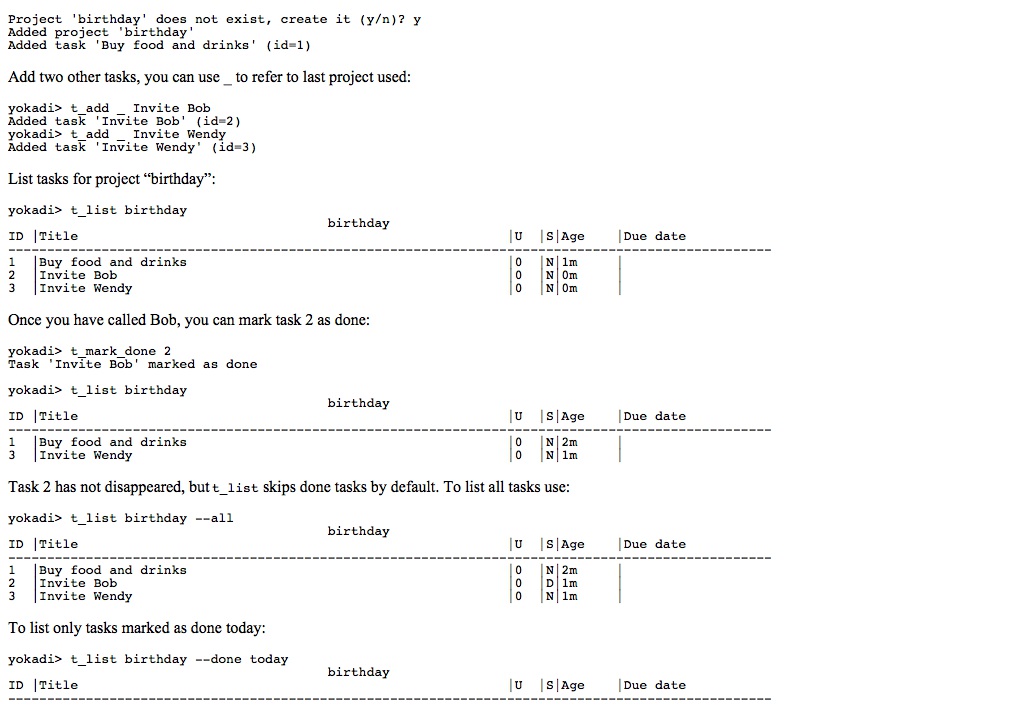 Project 'birthday' does not exist, create it (y/n)? y
Added project 'birthday'
Added task 'Buy food and drinks' (id=1)
Add two other tasks, you can use _ to refer to last project used:
yokadi> t_add _ Invite Bob
Added task 'Invite Bob' (id=2)
yokadi> t_add _ Invite Wendy
Added task 'Invite Wendy' (id=3)
List tasks for project “birthday”:
yokadi> t_list birthday
birthday
ID |Title |U |S|Age |Due date
--------------------------------------------------------------------------------------------------
1 |Buy food and drinks |0 |N|1m |
2 |Invite Bob |0 |N|0m |
3 |Invite Wendy |0 |N|0m |
Once you have called Bob, you can mark task 2 as done:
yokadi> t_mark_done 2
Task 'Invite Bob' marked as done
yokadi> t_list birthday
birthday
ID |Title |U |S|Age |Due date
--------------------------------------------------------------------------------------------------
1 |Buy food and drinks |0 |N|2m |
3 |Invite Wendy |0 |N|1m |
Task 2 has not disappeared, but t_list skips done tasks by default. To list all tasks use:
yokadi> t_list birthday --all
birthday
ID |Title |U |S|Age |Due date
--------------------------------------------------------------------------------------------------
1 |Buy food and drinks |0 |N|2m |
2 |Invite Bob |0 |D|1m |
3 |Invite Wendy |0 |N|1m |
To list only tasks marked as done today:
yokadi> t_list birthday --done today
birthday
ID |Title |U |S|Age |Due date
--------------------------------------------------------------------------------------------------